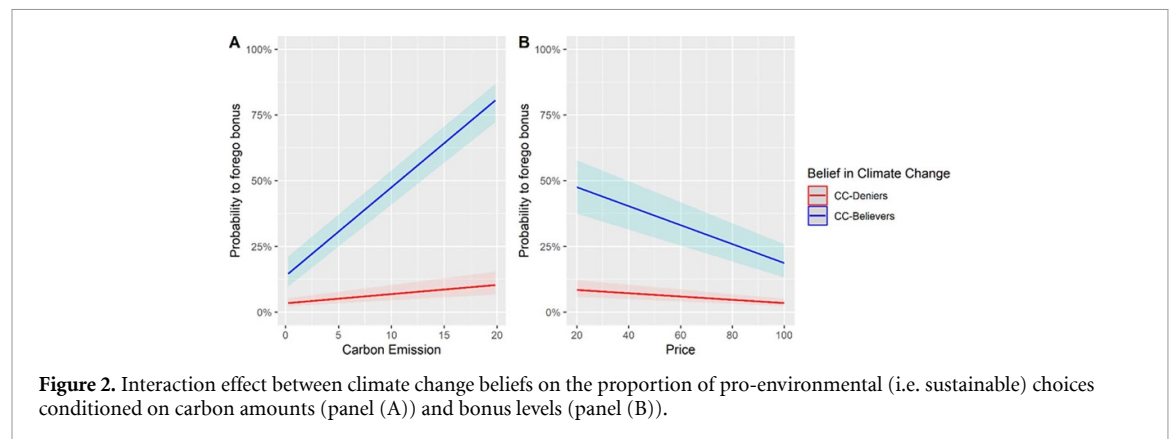 A
B
Probability to forego bonus
100%
75%
50%
25%
0%
0
5
10
15
20
Carbon Emission
Probability to forego bonus
100%
75%
50%
25%
0%
20
40
60
80
100
Price
Belief in Climate Change
CC-Deniers
CC-Believers
Figure 2. Interaction effect between climate change beliefs on the proportion of pro-environmental (i.e. sustainable) choices
conditioned on carbon amounts (panel (A)) and bonus levels (panel (B)).